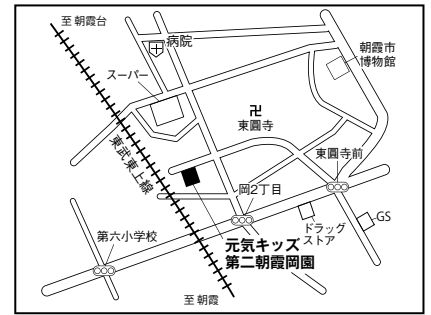 至 朝霞台
病院
朝霞市
博物館
スーパー
東圓寺
東武東上線
東圓寺前
岡2丁目
ドラッグ
ストア
GS
第六小学校
元気キッズ
第二朝霞岡園
至 朝霞